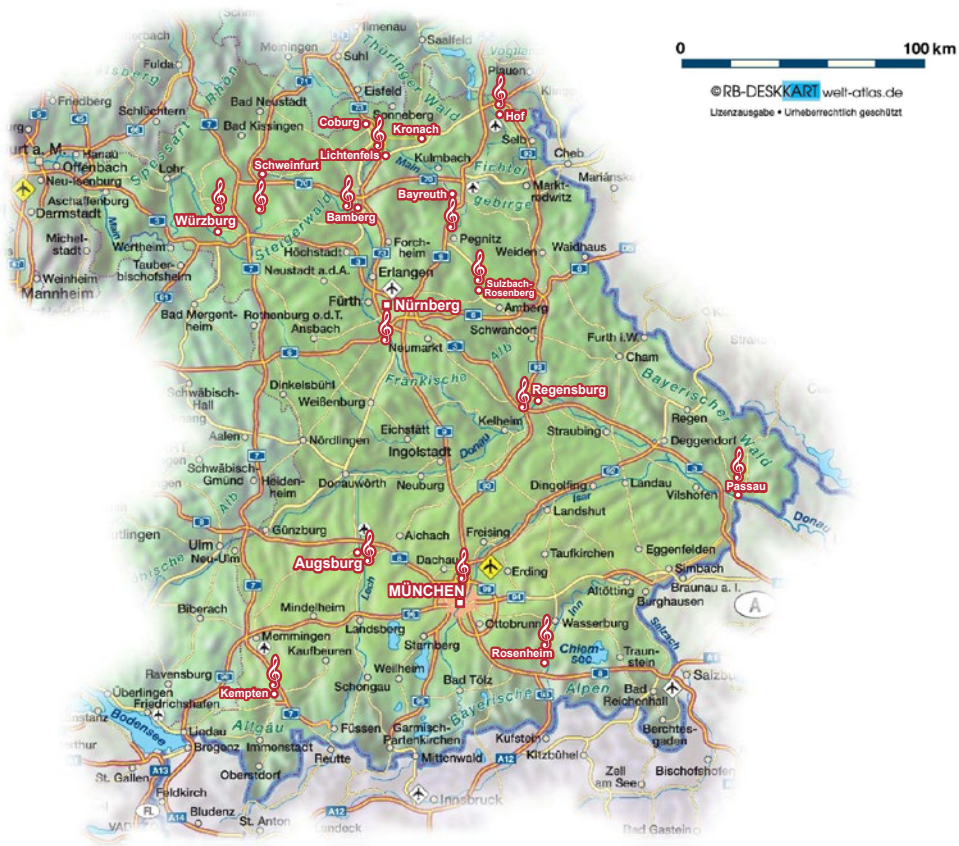 0 100 km
©RB-DESKKART welt-atlas.de
Lizenzausgabe • Urheberrechtlich geschützt
Ilmenau
Saalfeld
Meiningen
Suhl
Thüringer Wald
Fulda
Rhön
Eisfeld
Plauen
Friedberg
Schlüchtern
Bad Neustadt
Sonneberg
Coburg
Kronach
Hof
Bad Kissingen
Selb
Hanau
Offenbach
Neu-Isenburg
Spessart
Lohr
Schweinfurt
Lichtenfels
Main
Kulmbach
Fichtel-
gebirge
Cheb
Aschaffenburg
Darmstadt
Main
Würzburg
Steigerwald
Bamberg
Bayreuth
Markt-
redwitz
Mariánské
Michel-
stadt
Wertheim
Tauber-
bischofsheim
Höchstadt
Forch-
heim
Pegnitz
Weiden
Waidhaus
Weinheim
Mannheim
Neustadt a.d.A.
Erlangen
Sulzbach-
Rosenberg
Bad Mergent-
heim
Rothenburg o.d.T.
Fürth
Nürnberg
Amberg
Ansbach
Neumarkt
Schwandorf
Furth i.W.
Cham
Alb
Fränkische
Bayerischer
Wald
Schwäbisch-
Hall
Dinkelsbühl
Weißenburg
Regensburg
Regen
Aalen
Nördlingen
Eichstätt
Kelheim
Straubing
Deggendorf
Ingolstadt
Donau
Schwäbisch-
Gmünd
Heiden-
heim
Donauwörth
Neuburg
Dingolfing
Isar
Landau
Vilshofen
Passau
Alb
Landshut
Donau
Günzburg
Aichach
Freising
Ulm
Neu-Ulm
Augsburg
Dachau
Erding
Taufkirchen
Eggenfelden
Simbach
Braunau a. I.
Lech
MÜNCHEN
Altötting
Burghausen
A
Biberach
Mindelheim
Landsberg
Ottobrunn
Inn
Wasserburg
Salzach
Memmingen
Kaufbeuren
Starnberg
Rosenheim
Chiem-
see
Traun-
stein
Ravensburg
Weilheim
Salzburg
Überlingen
Friedrichshafen
Kempten
Schongau
Bad Tölz
Bayerische Alpen
Bad
Reichenhall
Bodensee
Lindau
Allgäu
Füssen
Garmisch-
Partenkirchen
Kufstein
Berchtes-
gaden
Bregenz
Immenstadt
Reutte
Mittenwald
Kitzbühel
St. Gallen
Oberstdorf
Zell
am See
Bischofshofen
Feldkirch
Innsbruck
FL
Bludenz
St. Anton
Bad Gastein
A13
A14
A12
A12